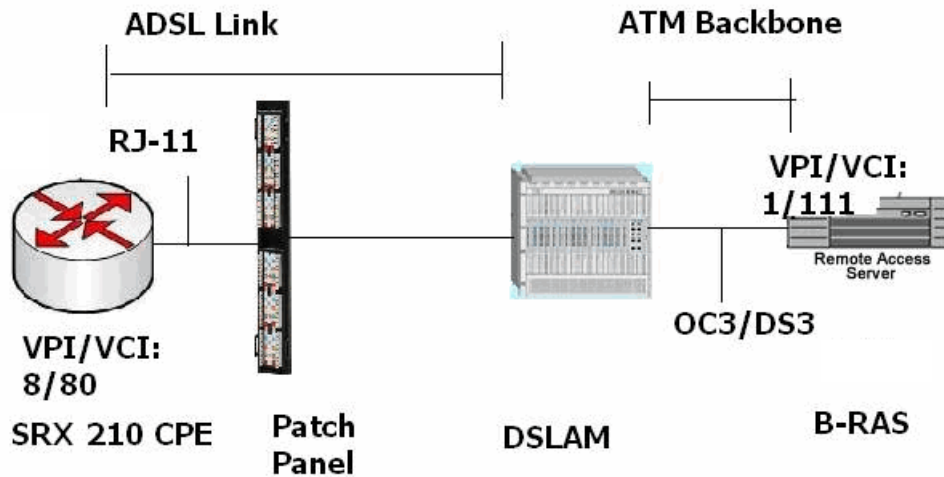 ADSL Link
ATM Backbone
RJ-11
VPI/VCI:
1/111
Remote Access
Server
OC3/DS3
VPI/VCI:
8/80
SRX 210 CPE
Patch
Panel
DSLAM
B-RAS